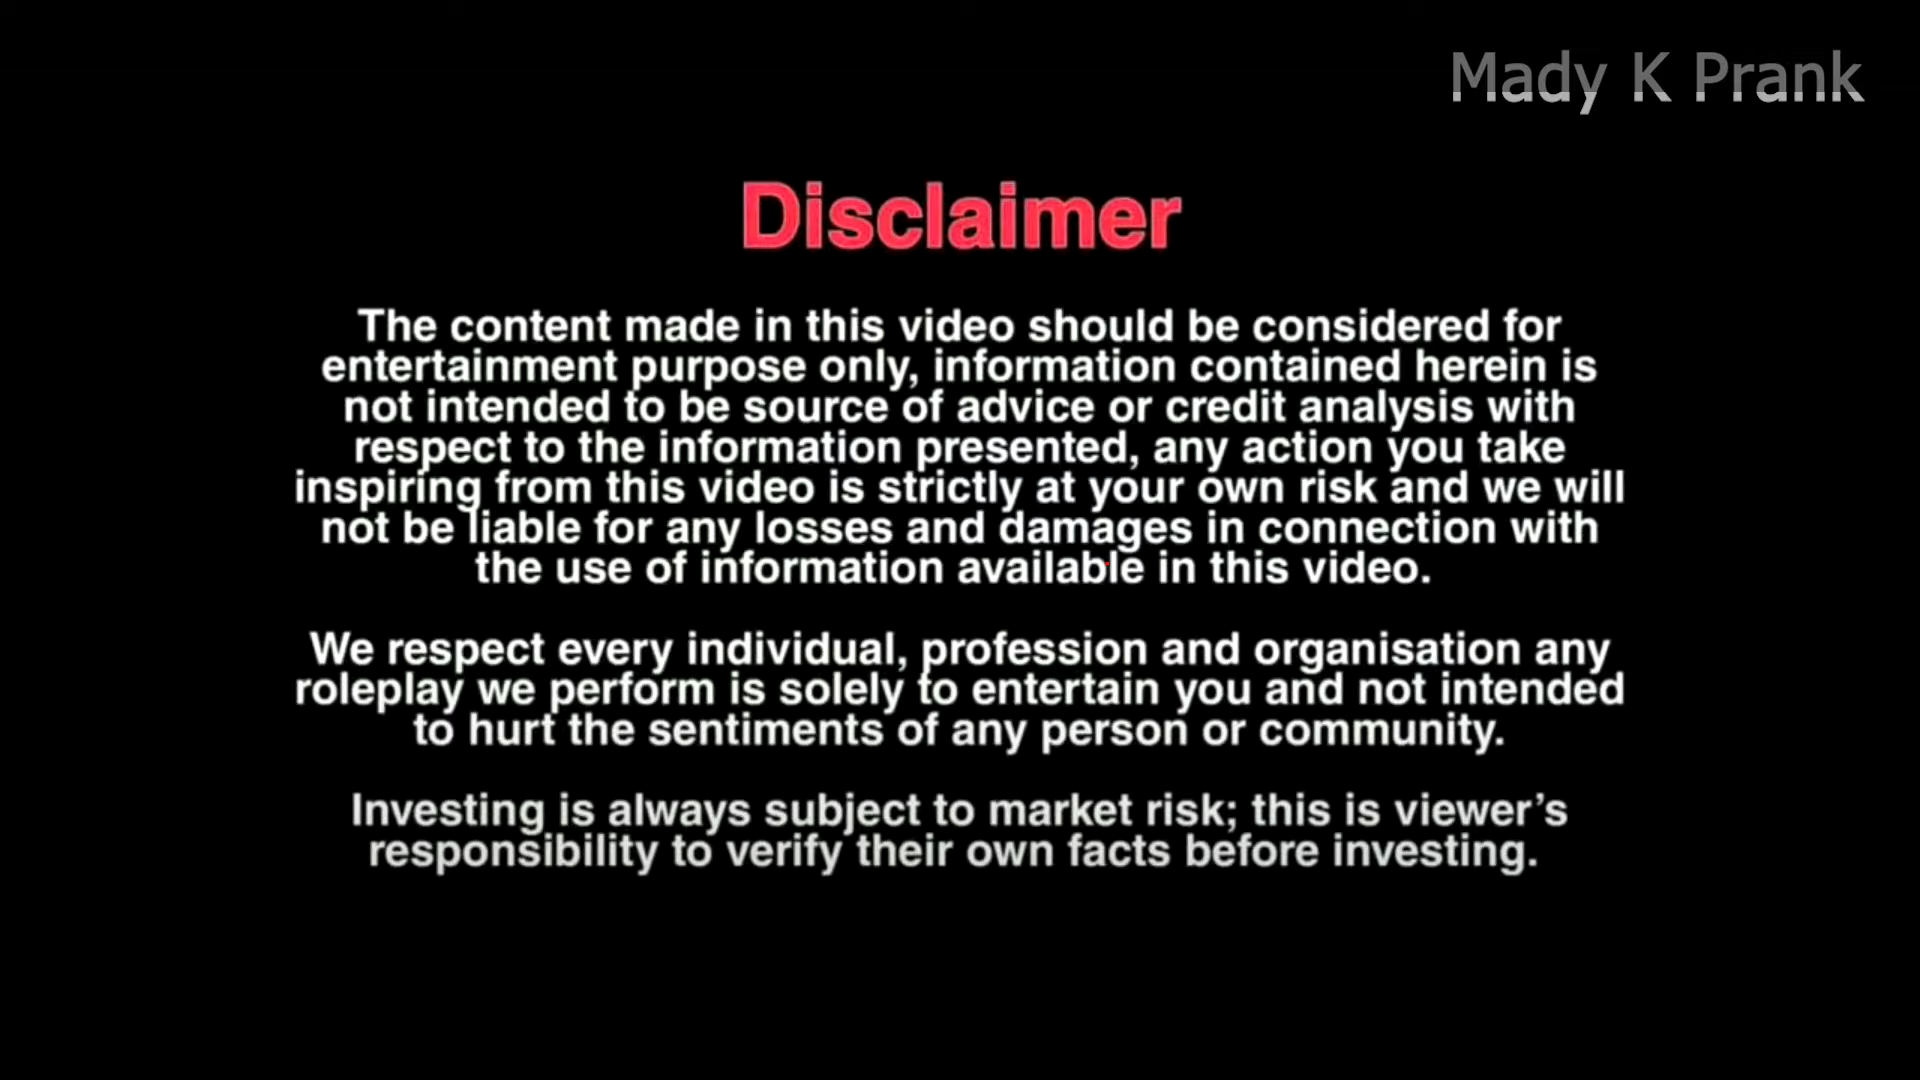 Mady K Prank
Disclaimer
The content made in this video should be considered for
entertainment purpose only, information contained herein is
not intended to be source of advice or credit analysis with
respect to the information presented, any action you take
inspiring from this video is strictly at your own risk and we will
not be liable for any losses and damages in connection with
the use of information available in this video.
We respect every individual, profession and organisation any
roleplay we perform is solely to entertain you and not intended
to hurt the sentiments of any person or community.
Investing is always subject to market risk; this is viewer’s
responsibility to verify their own facts before investing.